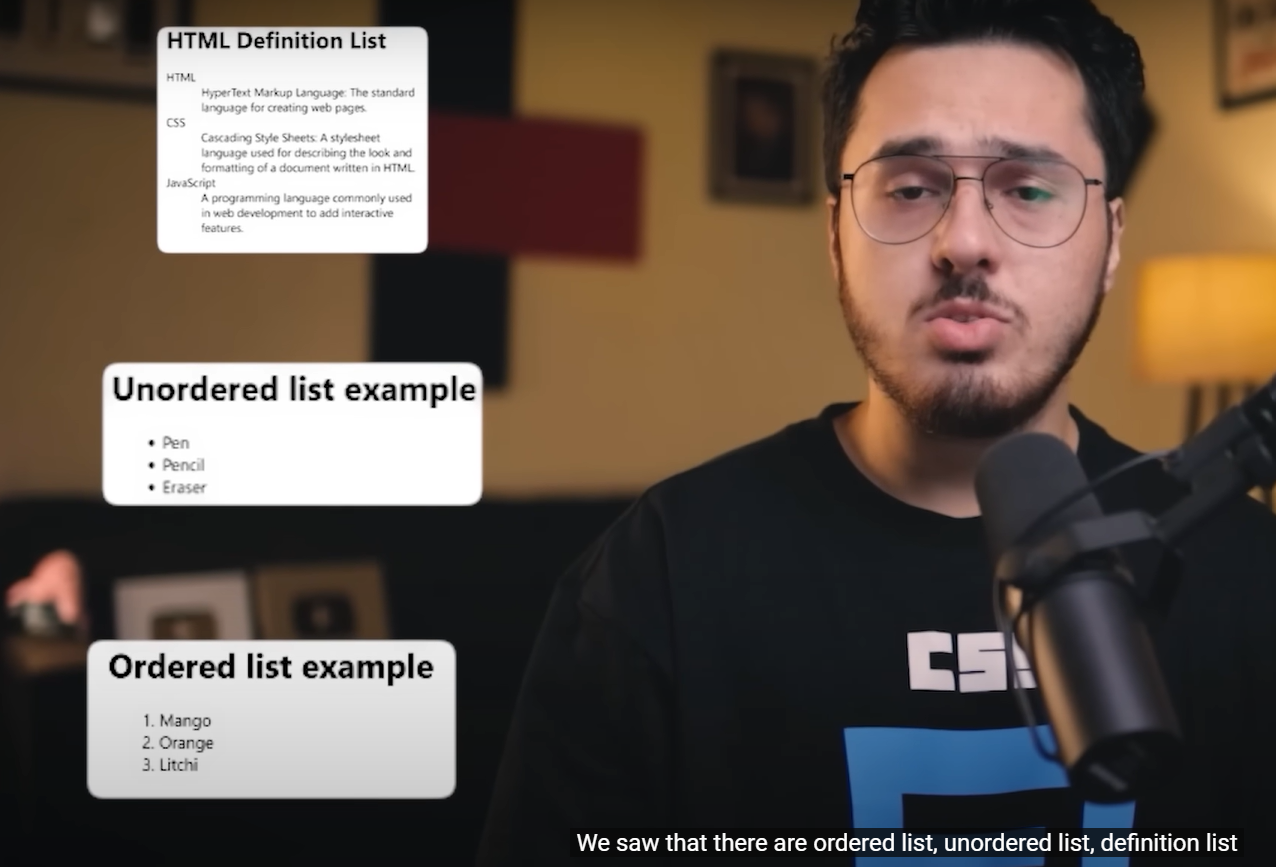 HTML Definition List
HTML
HyperText Markup Language: The standard
language for creating web pages.
CSS
Cascading Style Sheets: A stylesheet
language used for describing the look and
formatting of a document written in HTML.
JavaScript
A programming language commonly used
in web development to add interactive
features.
Unordered list example
• Pen
• Pencil
• Eraser
Ordered list example
1. Mango
2. Orange
3. Litchi
We saw that there are ordered list, unordered list, definition list